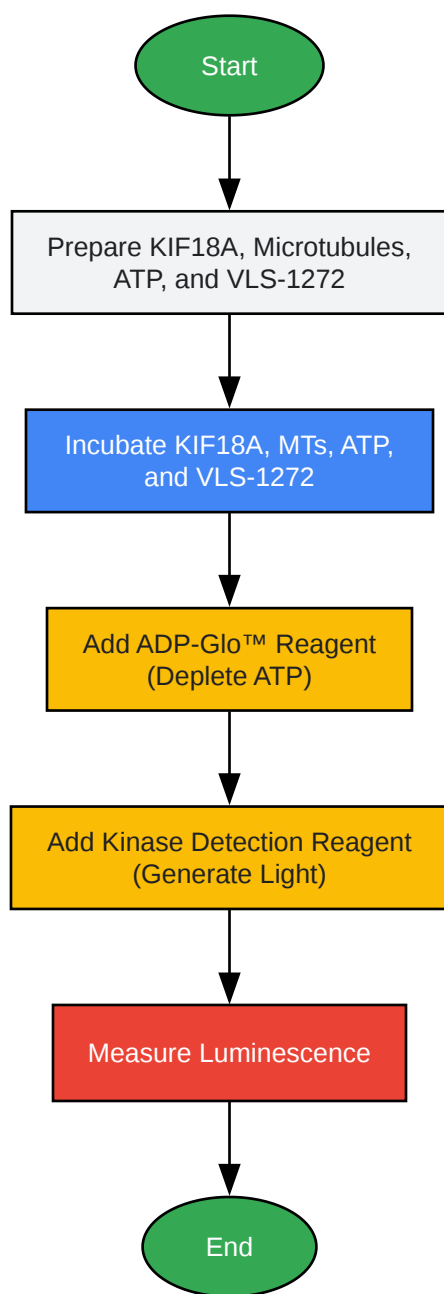 Start
Prepare KIF18A, Microtubules,
ATP, and VLS-1272
Incubate KIF18A, MTs, ATP,
and VLS-1272
Add ADP-Glo™ Reagent
(Deplete ATP)
Add Kinase Detection Reagent
(Generate Light)
Measure Luminescence
End